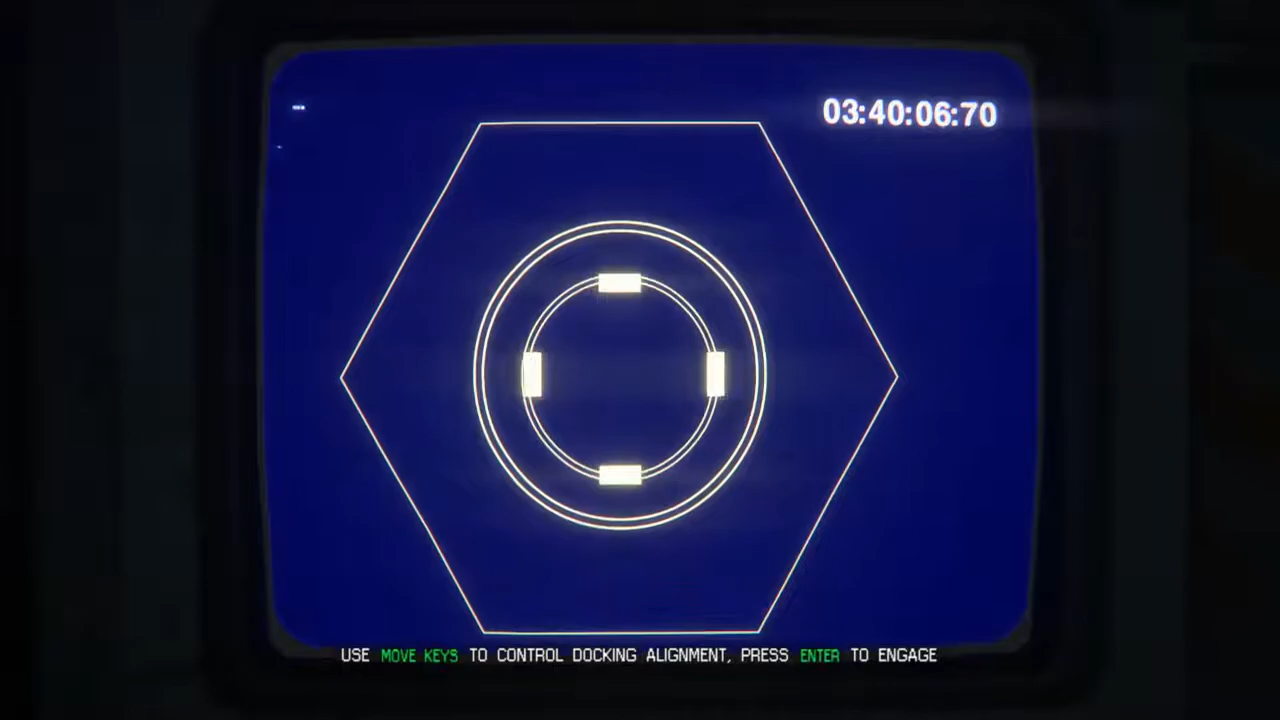 03:40:06:70
USE MOVE KEYS TO CONTROL DOCKING ALIGNMENT, PRESS ENTER TO ENGAGE